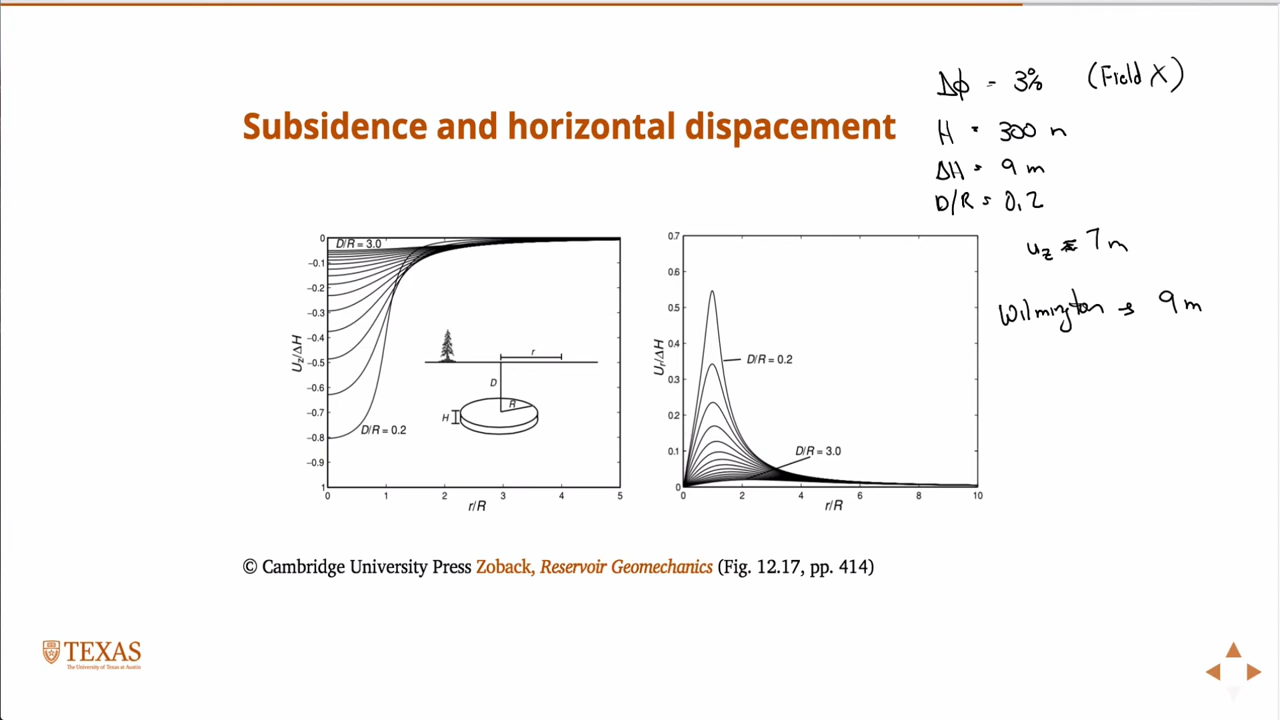 Δϕ = 3% (Field X)
Subsidence and horizontal dispacement
H = 300 m
ΔH = 9 m
D/R = 0.2
u_z ≈ 7 m
Wilmington → 9 m
D/R = 3.0
0
–0.1
–0.2
–0.3
–0.4
–0.5
–0.6
–0.7
–0.8
–0.9
1
U_z/ΔH
r
D
R
H
D/R = 0.2
0 1 2 3 4 5
r/R
0.7
0.6
0.5
0.4
0.3
0.2
0.1
0
U_r/ΔH
D/R = 0.2
D/R = 3.0
0 2 4 6 8 10
r/R
© Cambridge University Press Zoback, Reservoir Geomechanics (Fig. 12.17, pp. 414)
TEXAS
The University of Texas at Austin